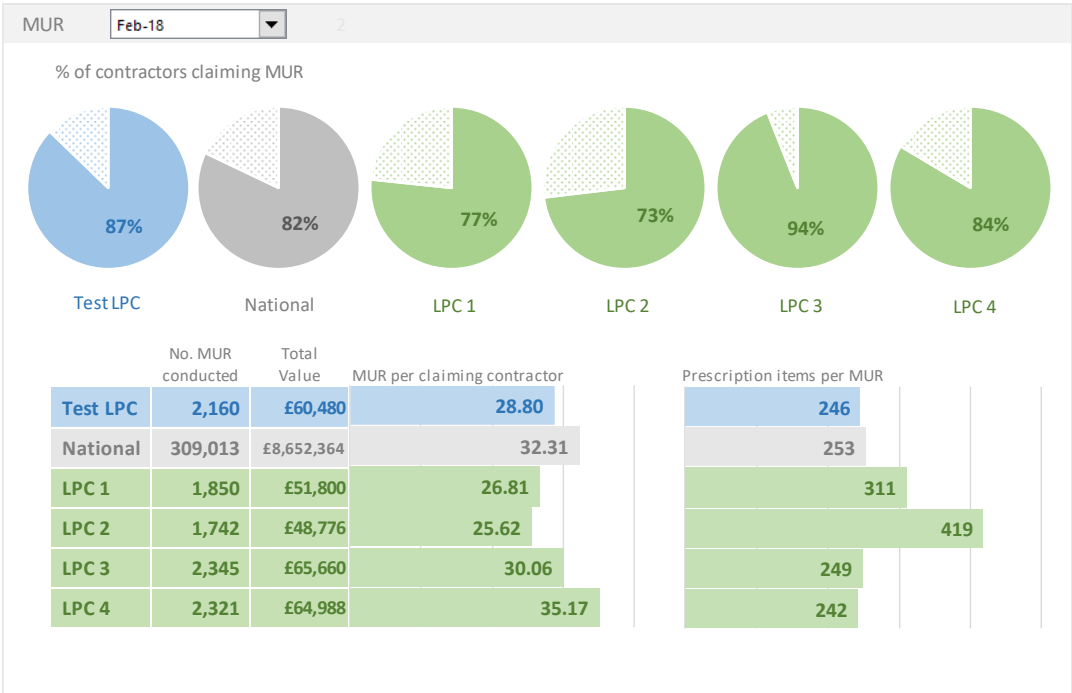 MUR Feb-18 2
% of contractors claiming MUR
87% 82% 77% 73% 94% 84%
Test LPC National LPC 1 LPC 2 LPC 3 LPC 4
No. MUR conducted Total Value MUR per claiming contractor Prescription items per MUR
Test LPC 2,160 £60,480 28.80 246
National 309,013 £8,652,364 32.31 253
LPC 1 1,850 £51,800 26.81 311
LPC 2 1,742 £48,776 25.62 419
LPC 3 2,345 £65,660 30.06 249
LPC 4 2,321 £64,988 35.17 242